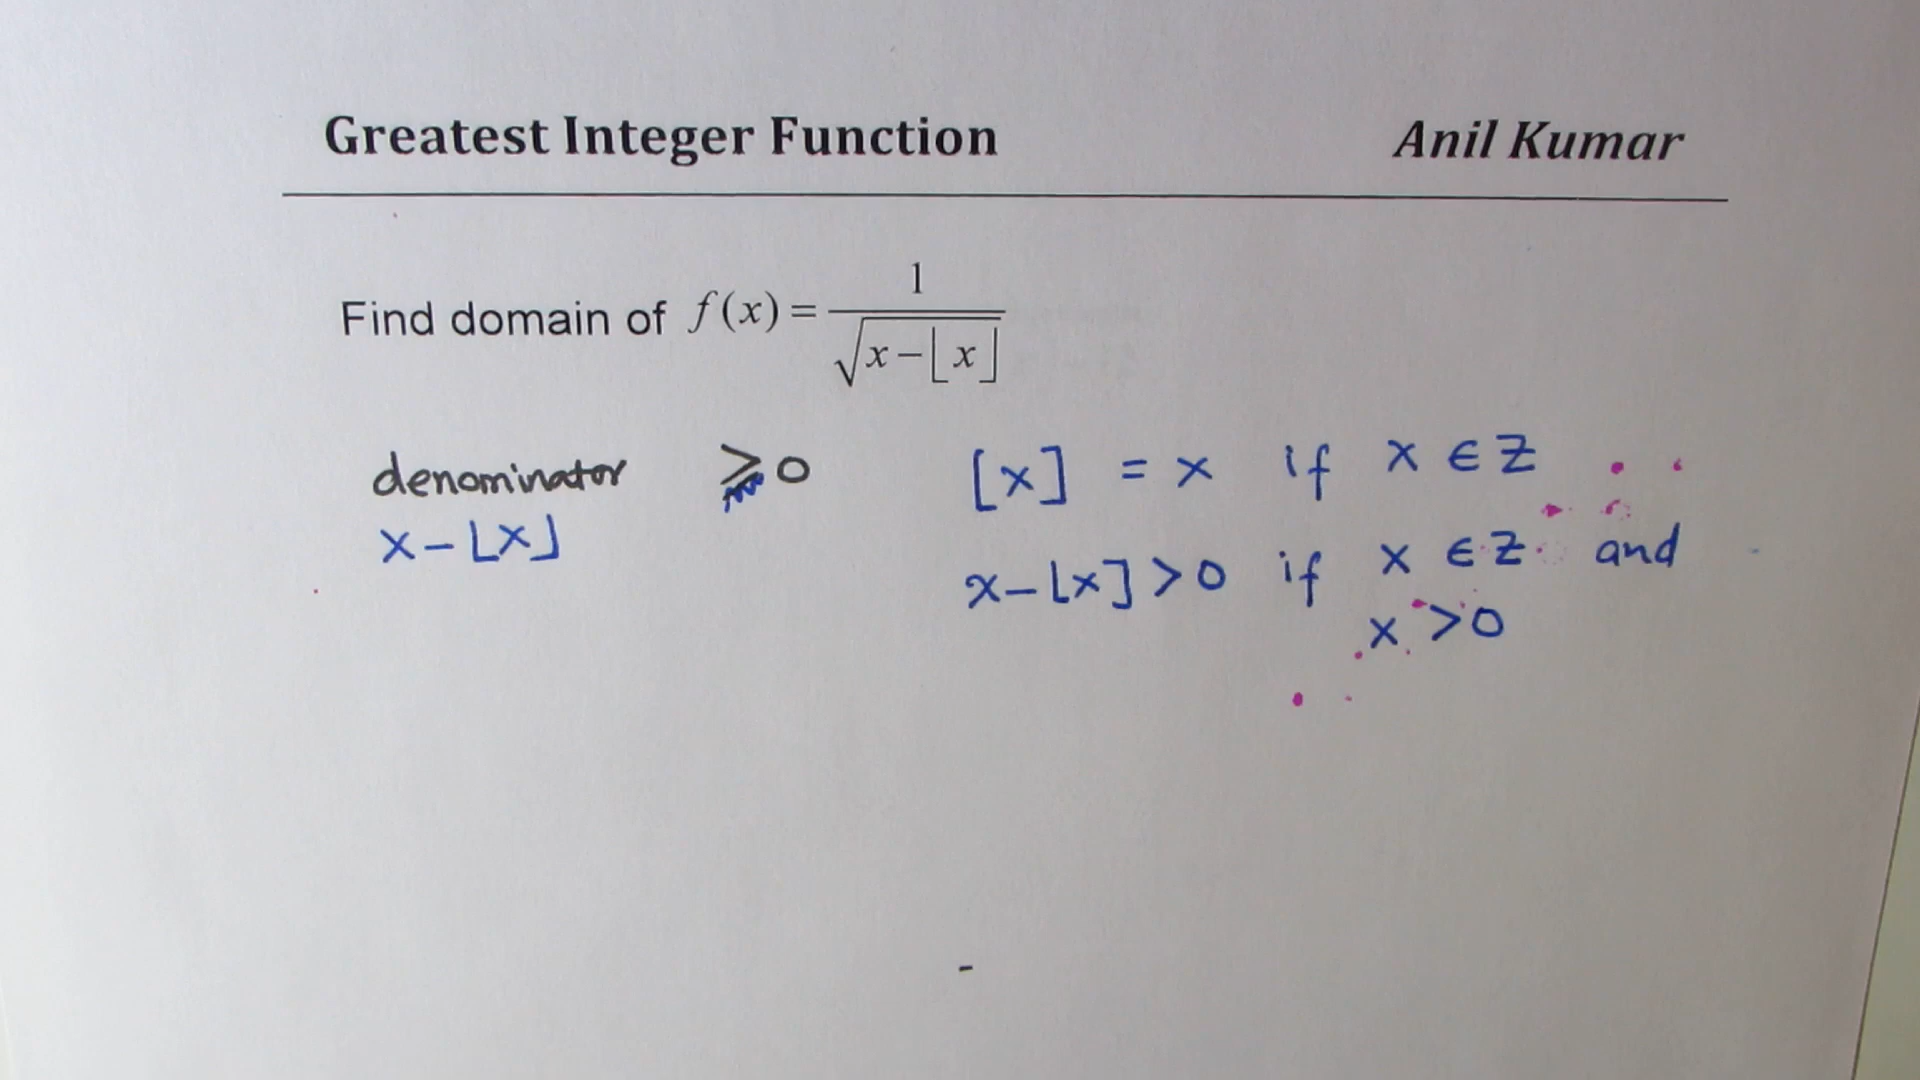 Greatest Integer Function Anil Kumar
Find domain of f(x) = 1/√(x − ⌊x⌋)
denominator ≥ 0 [x] = x if x ∈ Z
x − ⌊x⌋ x − ⌊x] > 0 if x ∈ Z and
x > 0